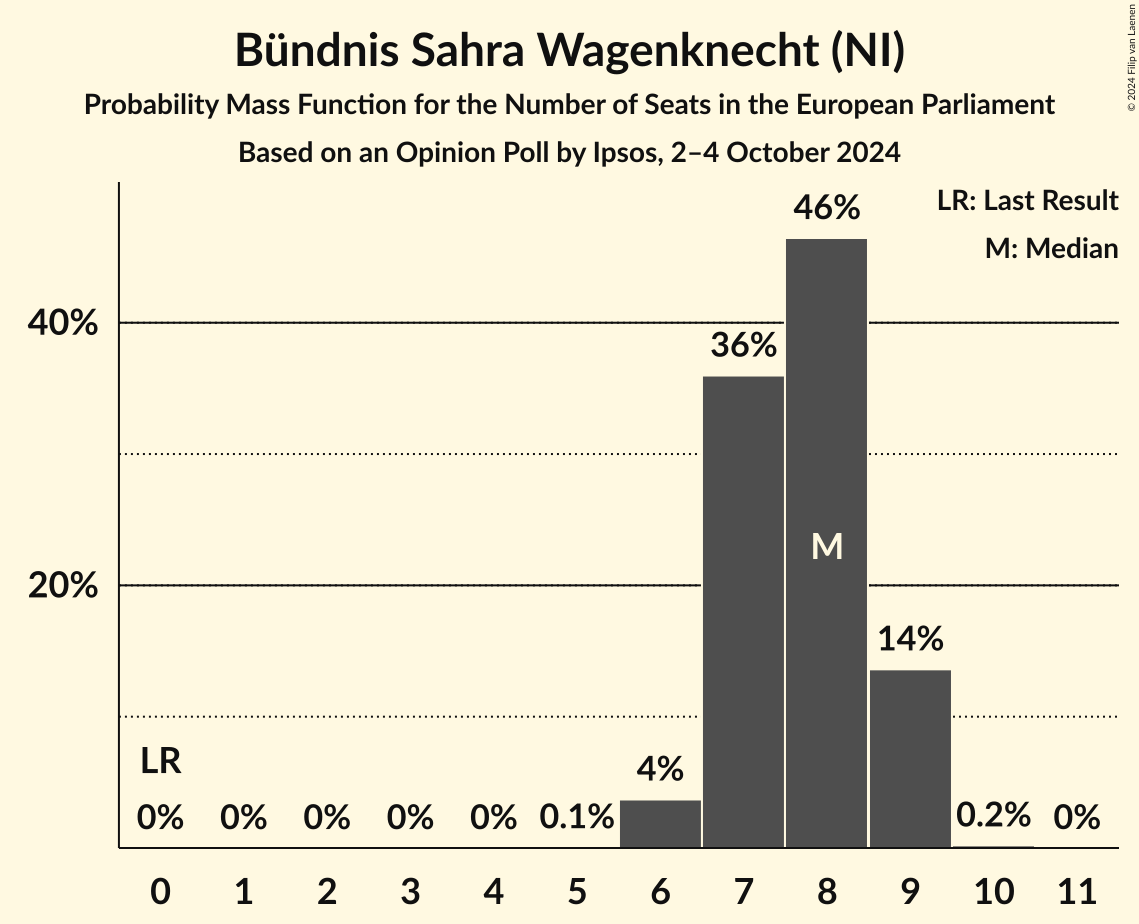 Bündnis Sahra Wagenknecht (NI)
Probability Mass Function for the Number of Seats in the European Parliament
Based on an Opinion Poll by Ipsos, 2–4 October 2024
© 2024 Filip van Laenen
LR: Last Result
M: Median
40%
20%
46%
36%
M
14%
LR
4%
0% 0% 0% 0% 0% 0.1% 0.2% 0%
0 1 2 3 4 5 6 7 8 9 10 11